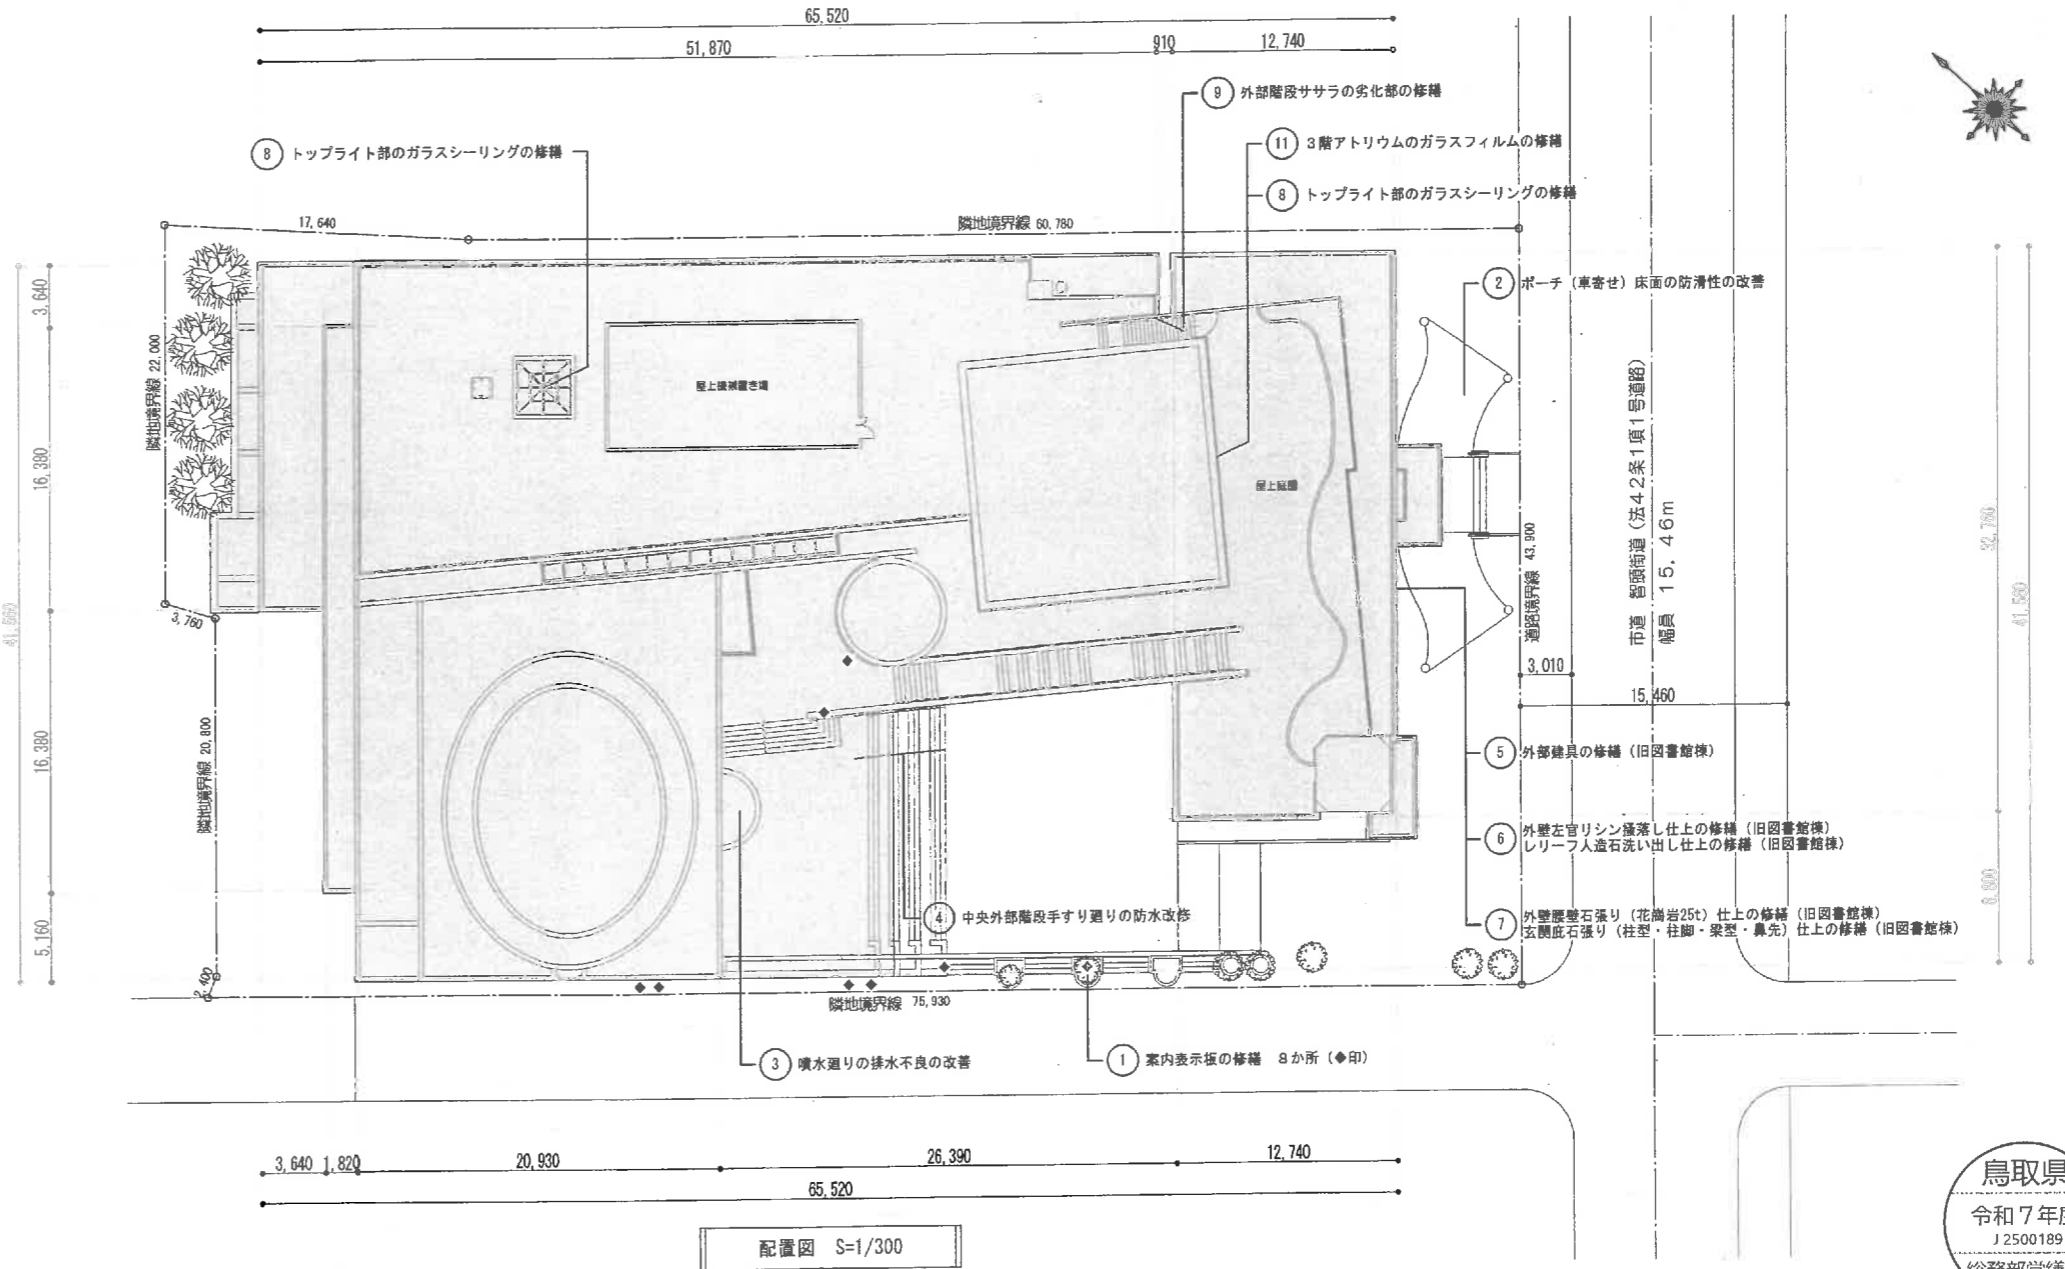 65,520
51,870
910
12,740
⑨ 外部階段ササラの劣化部の修繕
⑪ 3階アトリウムのガラスフィルムの修繕
⑧ トップライト部のガラスシーリングの修繕
⑧ トップライト部のガラスシーリングの修繕
17,640
隣地境界線 60,780
② ポーチ（車寄せ）床面の防滑性の改善
3,640
16,380
16,380
5,160
41,560
隣地境界線 22,000
3,760
隣地境界線 20,800
2,400
屋上機械置き場
屋上庭園
道路境界線 43,900
市道 智頭街道（法42条1項1号道路）
幅員 15.46m
3,010
15,460
32,760
8,800
41,560
⑤ 外部建具の修繕（旧図書館棟）
⑥ 外壁左官リシン掻落し仕上の修繕（旧図書館棟）
レリーフ人造石洗い出し仕上の修繕（旧図書館棟）
⑦ 外壁腰壁石張り（花崗岩25t）仕上の修繕（旧図書館棟）
玄関庇石張り（柱型・柱脚・梁型・鼻先）仕上の修繕（旧図書館棟）
④ 中央外部階段手すり廻りの防水改修
隣地境界線 75,930
③ 噴水廻りの排水不良の改善
① 案内表示板の修繕 8か所（◆印）
3,640
1,820
20,930
26,390
12,740
65,520
配置図 S=1/300
鳥取県
令和7年度
J2500189
総務部営繕